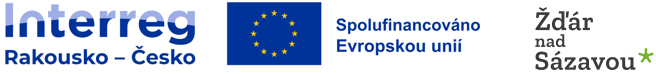 Interreg
Rakousko – Česko
Spolufinancováno
Evropskou unií
Žďár
nad
Sázavou